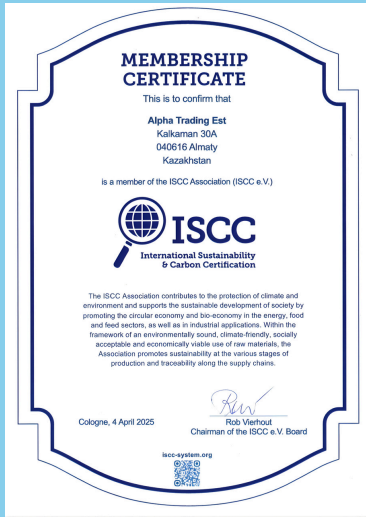 MEMBERSHIP
CERTIFICATE
This is to confirm that
Alpha Trading Est
Kalkaman 30A
040616 Almaty
Kazakhstan
is a member of the ISCC Association (ISCC e.V.)
ISCC
International Sustainability
& Carbon Certification
The ISCC Association contributes to the protection of climate and
environment and supports the sustainable development of society by
promoting the circular economy and bio-economy in the energy, food
and feed sectors, as well as in industrial applications. Within the
framework of an environmentally sound, climate-friendly, socially
acceptable and economically viable use of raw materials, the
Association promotes sustainability at the various stages of
production and traceability along the supply chains.
Cologne, 4 April 2025
Rob Vierhout
Chairman of the ISCC e.V. Board
iscc-system.org